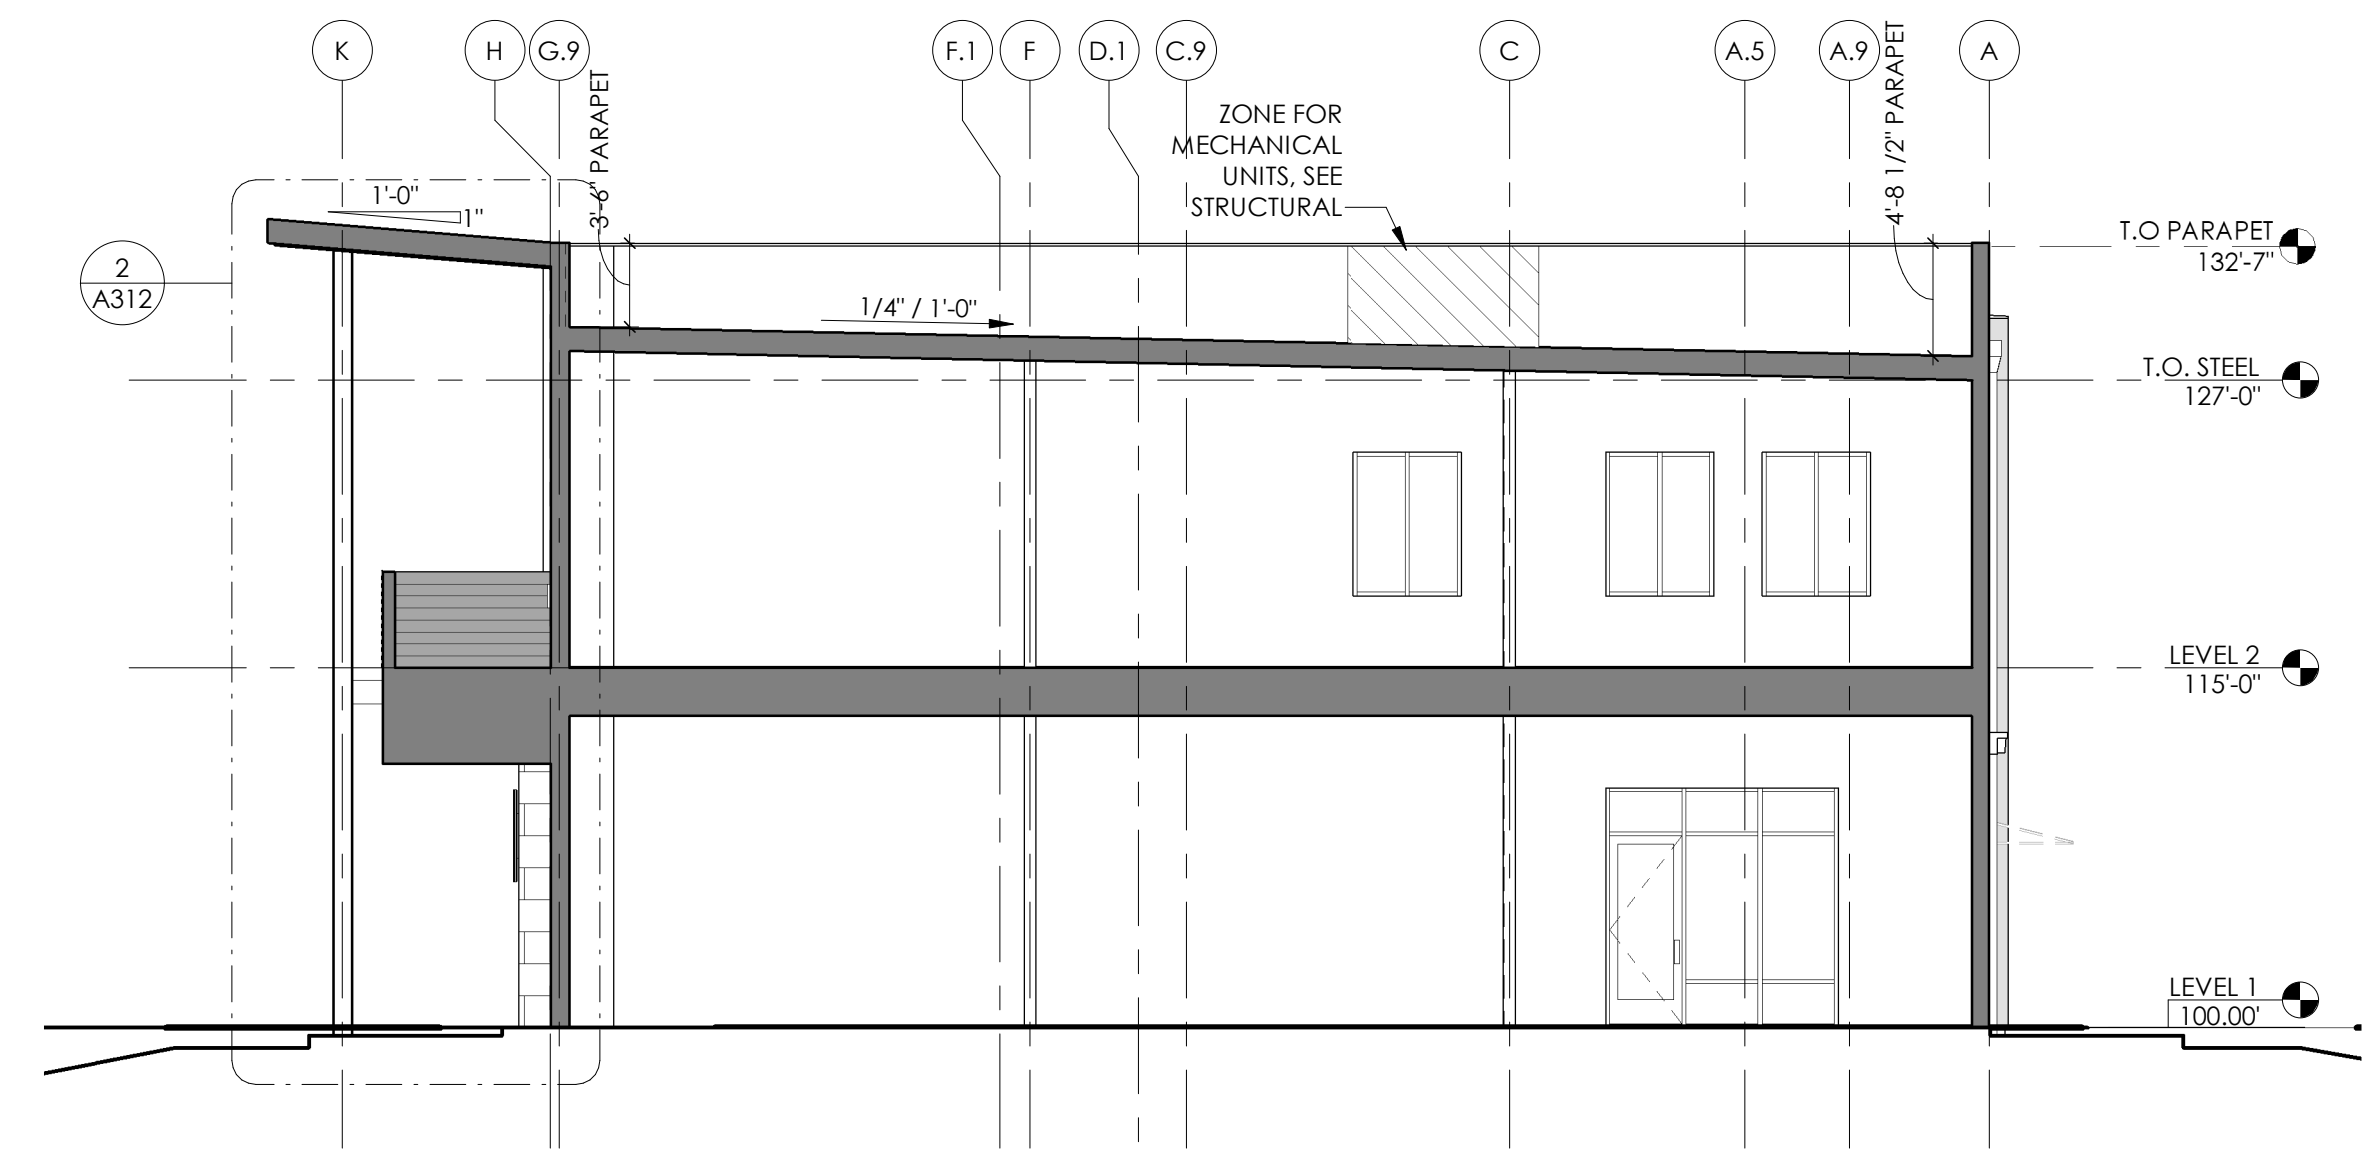 K
H
G.9
F.1
F
D.1
C.9
C
A.5
A.9
A
3'-6" PARAPET
4'-8 1/2" PARAPET
ZONE FOR
MECHANICAL
UNITS, SEE
STRUCTURAL
1'-0"
1"
2
A312
1/4" / 1'-0"
T.O PARAPET
132'-7"
T.O. STEEL
127'-0"
LEVEL 2
115'-0"
LEVEL 1
100.00'